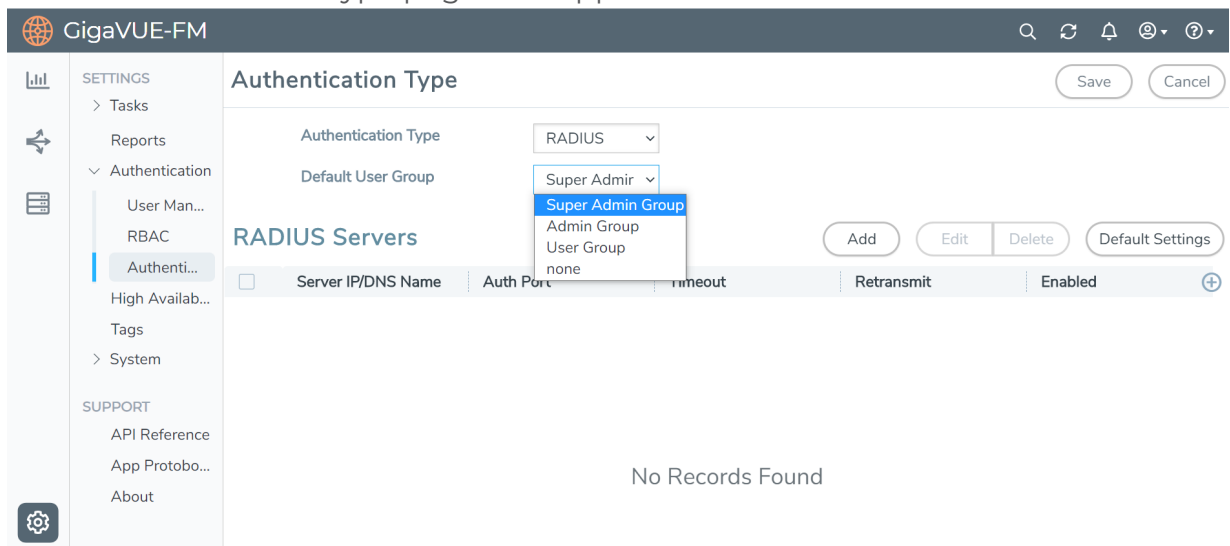 GigaVUE-FM
SETTINGS
Tasks
Reports
Authentication
User Man...
RBAC
Authenti...
High Availab...
Tags
System
SUPPORT
API Reference
App Protobo...
About
Authentication Type
Save
Cancel
Authentication Type
RADIUS
Default User Group
Super Admir
Super Admin Group
Admin Group
User Group
none
RADIUS Servers
Add
Edit
Delete
Default Settings
Server IP/DNS Name
Auth Port
Timeout
Retransmit
Enabled
No Records Found